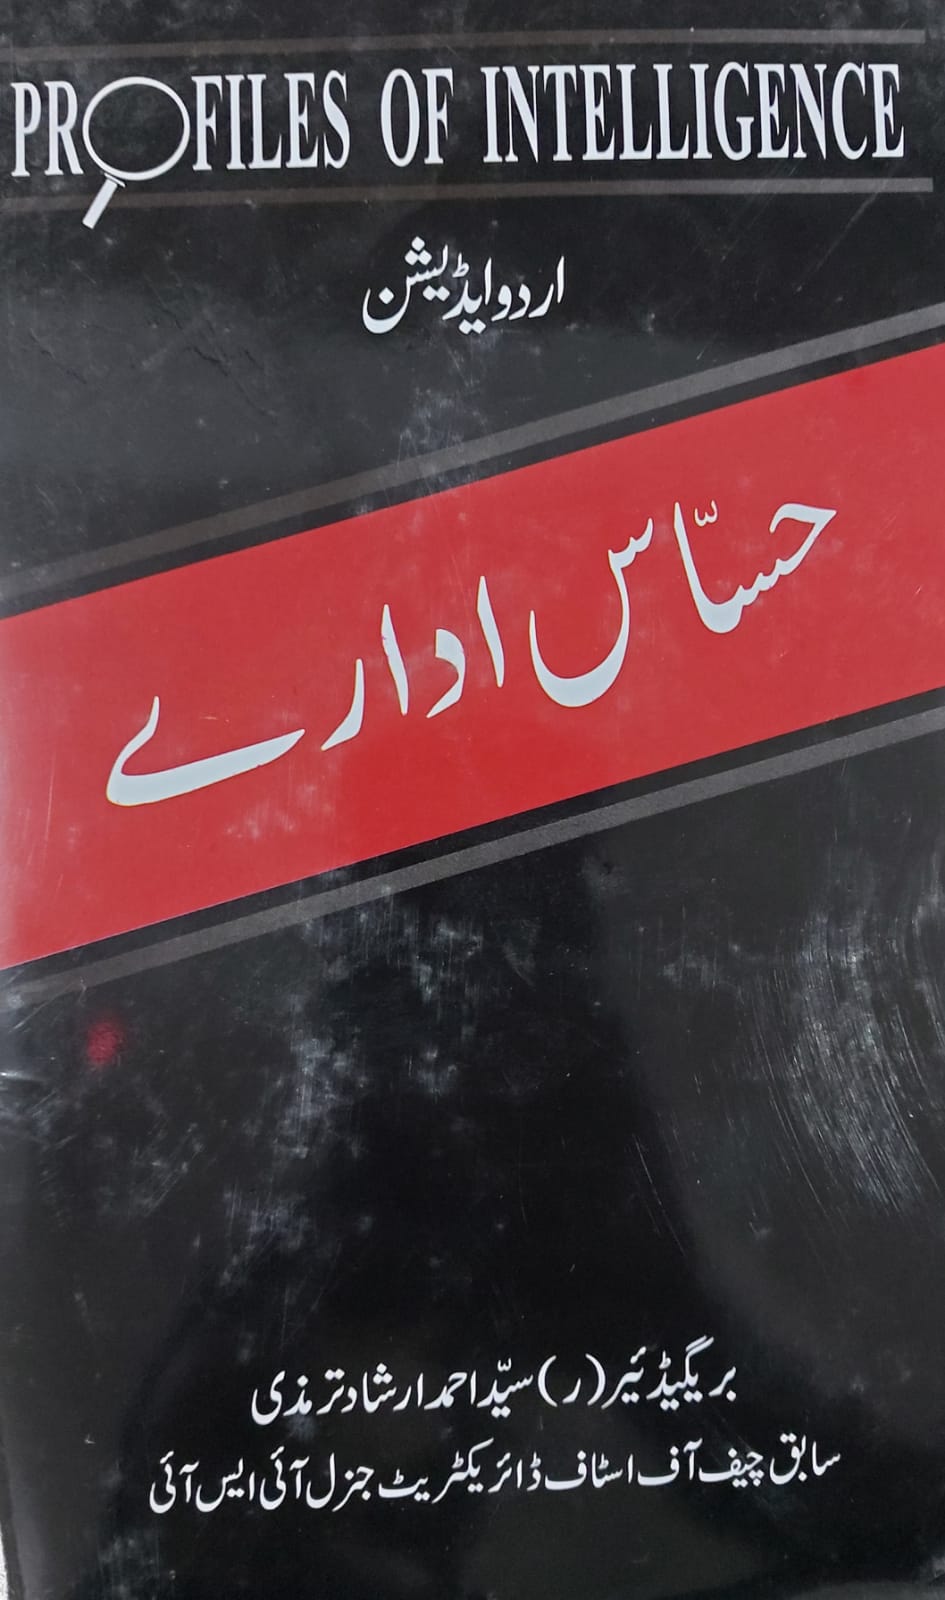 PROFILES OF INTELLIGENCE
اردو ایڈیشن
حسّاس ادارے
بریگیڈئیر (ر) سیّد احمد ارشاد ترمذی
سابق چیف آف اسٹاف ڈائریکٹریٹ جنرل آئی ایس آئی